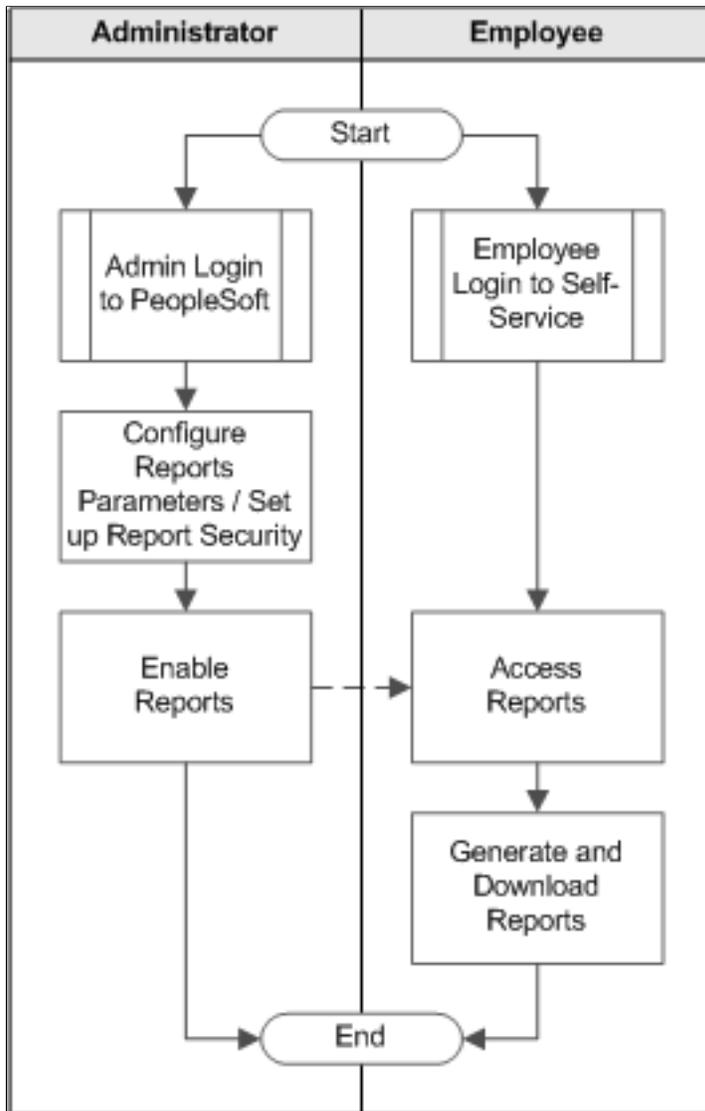 Administrator
Employee
Start
Admin Login
to PeopleSoft
Employee
Login to Self-
Service
Configure
Reports
Parameters / Set
up Report Security
Enable
Reports
Access
Reports
Generate and
Download
Reports
End